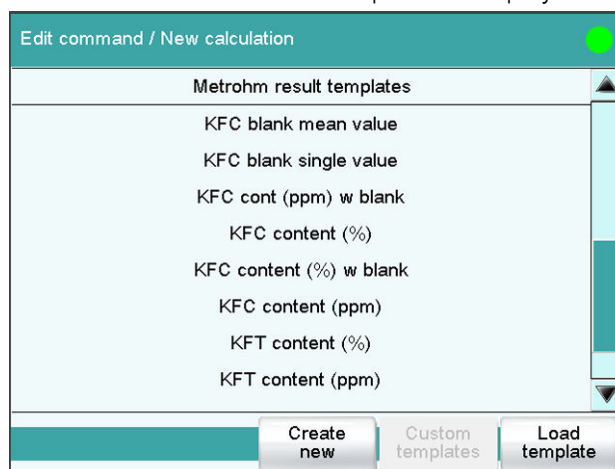 Edit command / New calculation
Metrohm result templates
KFC blank mean value
KFC blank single value
KFC cont (ppm) w blank
KFC content (%)
KFC content (%) w blank
KFC content (ppm)
KFT content (%)
KFT content (ppm)
Create new
Custom templates
Load template